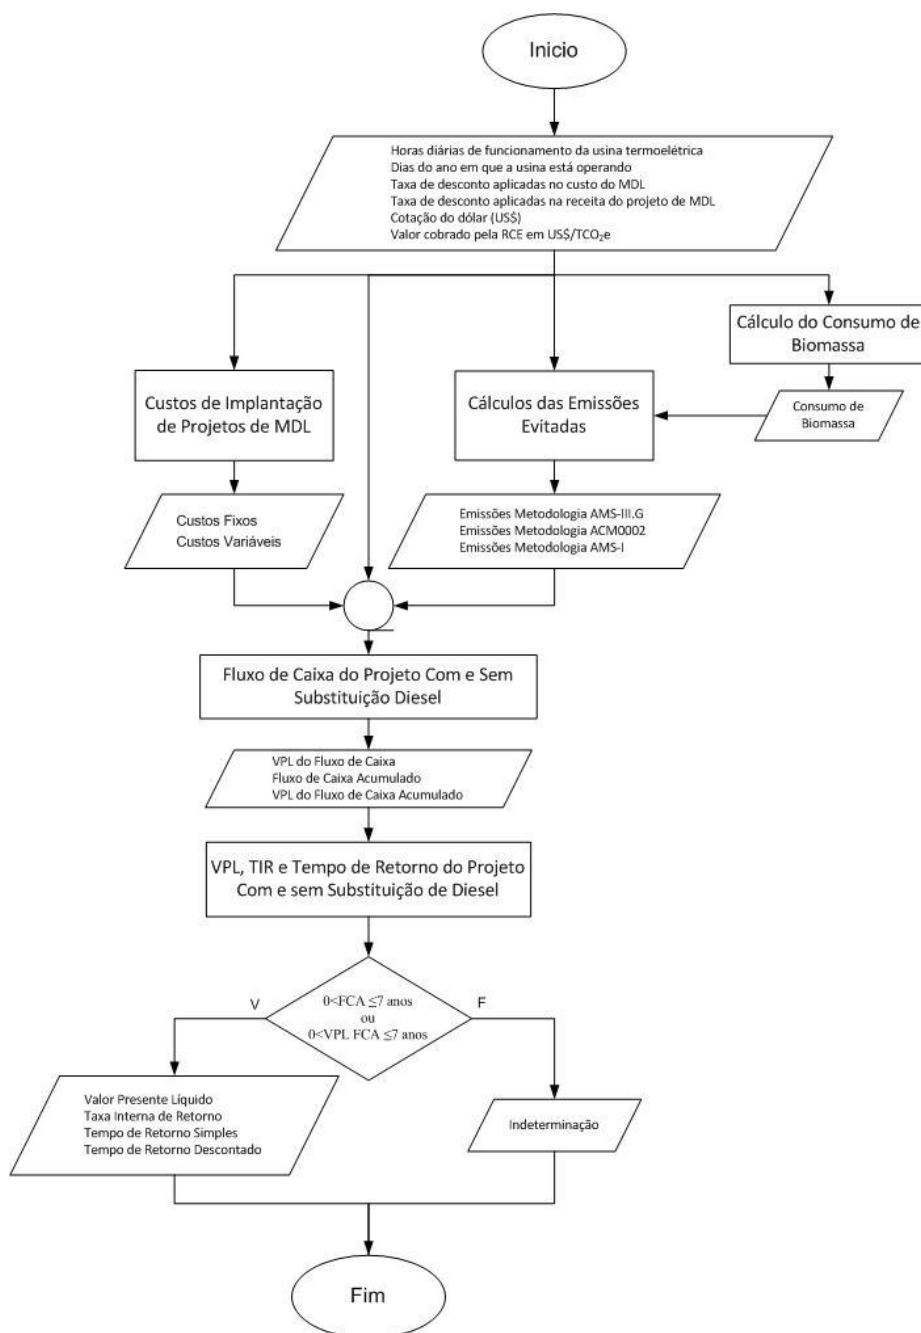 Inicio
Horas diárias de funcionamento da usina termoelétrica
Dias do ano em que a usina está operando
Taxa de desconto aplicadas no custo do MDL
Taxa de desconto aplicadas na receita do projeto de MDL
Cotação do dólar (US$)
Valor cobrado pela RCE em US$/TCO₂e
Cálculo do Consumo de
Biomassa
Custos de Implantação
de Projetos de MDL
Cálculos das Emissões
Evitadas
Consumo de
Biomassa
Custos Fixos
Custos Variáveis
Emissões Metodologia AMS-III.G
Emissões Metodologia ACM0002
Emissões Metodologia AMS-I
Fluxo de Caixa do Projeto Com e Sem
Substituição Diesel
VPL do Fluxo de Caixa
Fluxo de Caixa Acumulado
VPL do Fluxo de Caixa Acumulado
VPL, TIR e Tempo de Retorno do Projeto
Com e sem Substituição de Diesel
V
0<FCA ≤7 anos
ou
0<VPL FCA ≤7 anos
F
Valor Presente Líquido
Taxa Interna de Retorno
Tempo de Retorno Simples
Tempo de Retorno Descontado
Indeterminação
Fim